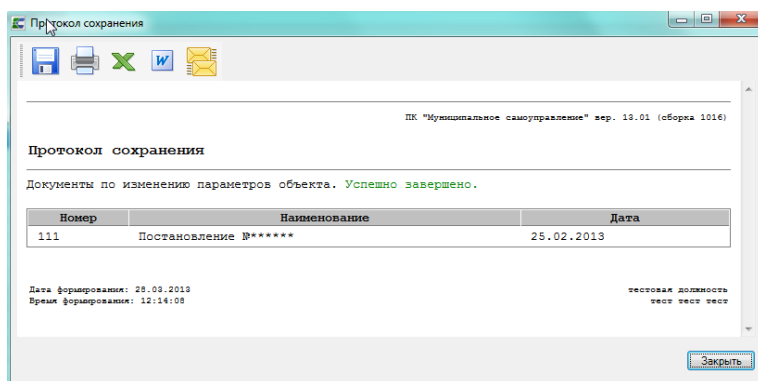 Протокол сохранения
ПК "Муниципальное самоуправление" вер. 13.01 (сборка 1016)
Протокол сохранения
Документы по изменению параметров объекта. Успешно завершено.
Номер Наименование Дата
111 Постановление №****** 25.02.2013
Дата формирования: 28.03.2013 тестовая должность
Время формирования: 12:14:08 тест тест тест
Закрыть